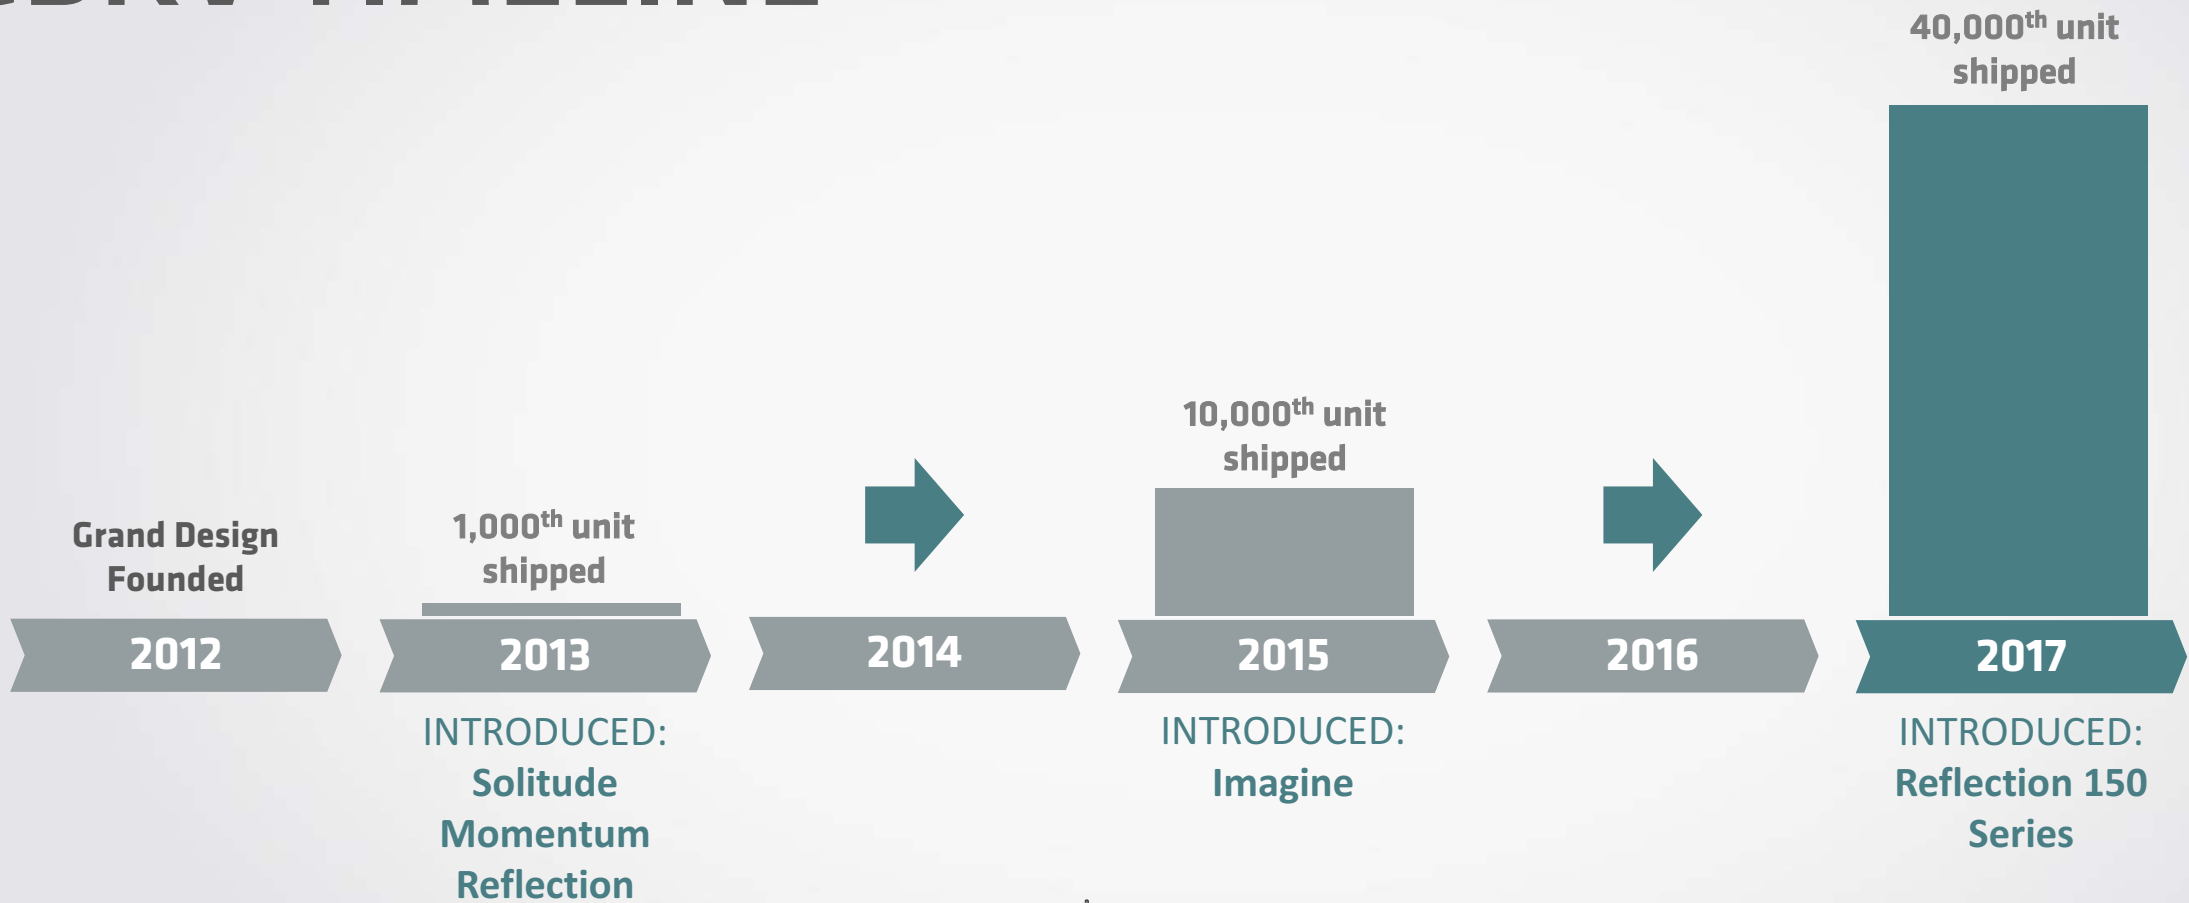 TIMELINE
40,000th unit
shipped
10,000th unit
shipped
1,000th unit
shipped
Grand Design
Founded
2012
2013
2014
2015
2016
2017
INTRODUCED:
Solitude
Momentum
Reflection
INTRODUCED:
Imagine
INTRODUCED:
Reflection 150
Series